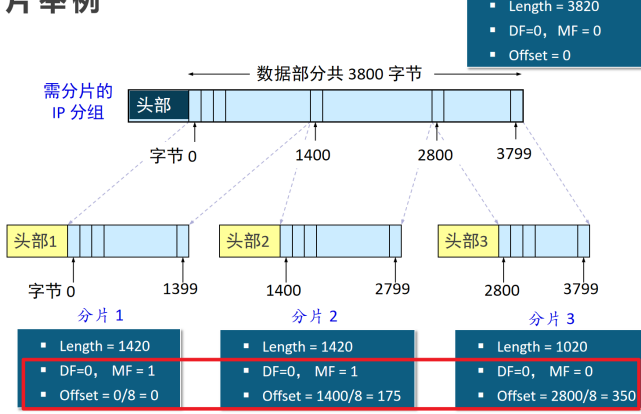 片举例
▪ Length = 3820
▪ DF=0, MF = 0
▪ Offset = 0
数据部分共 3800 字节
需分片的
IP 分组
头部
字节 0
1400
2800
3799
头部1
头部2
头部3
字节 0
1399
1400
2799
2800
3799
分片 1
分片 2
分片 3
▪ Length = 1420
▪ DF=0, MF = 1
▪ Offset = 0/8 = 0
▪ Length = 1420
▪ DF=0, MF = 1
▪ Offset = 1400/8 = 175
▪ Length = 1020
▪ DF=0, MF = 0
▪ Offset = 2800/8 = 350